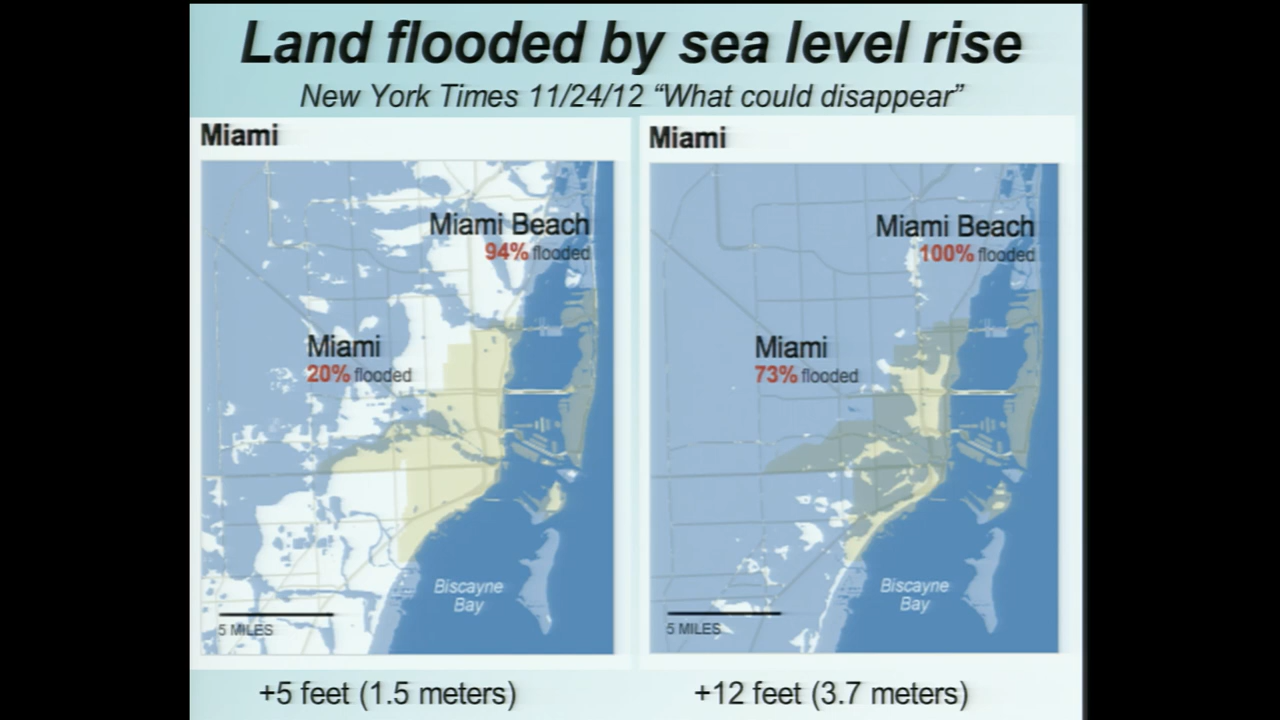 Land flooded by sea level rise
New York Times 11/24/12 “What could disappear”
Miami
Miami Beach
94% flooded
Miami
20% flooded
Biscayne
Bay
5 MILES
+5 feet (1.5 meters)
Miami
Miami Beach
100% flooded
Miami
73% flooded
Biscayne
Bay
5 MILES
+12 feet (3.7 meters)